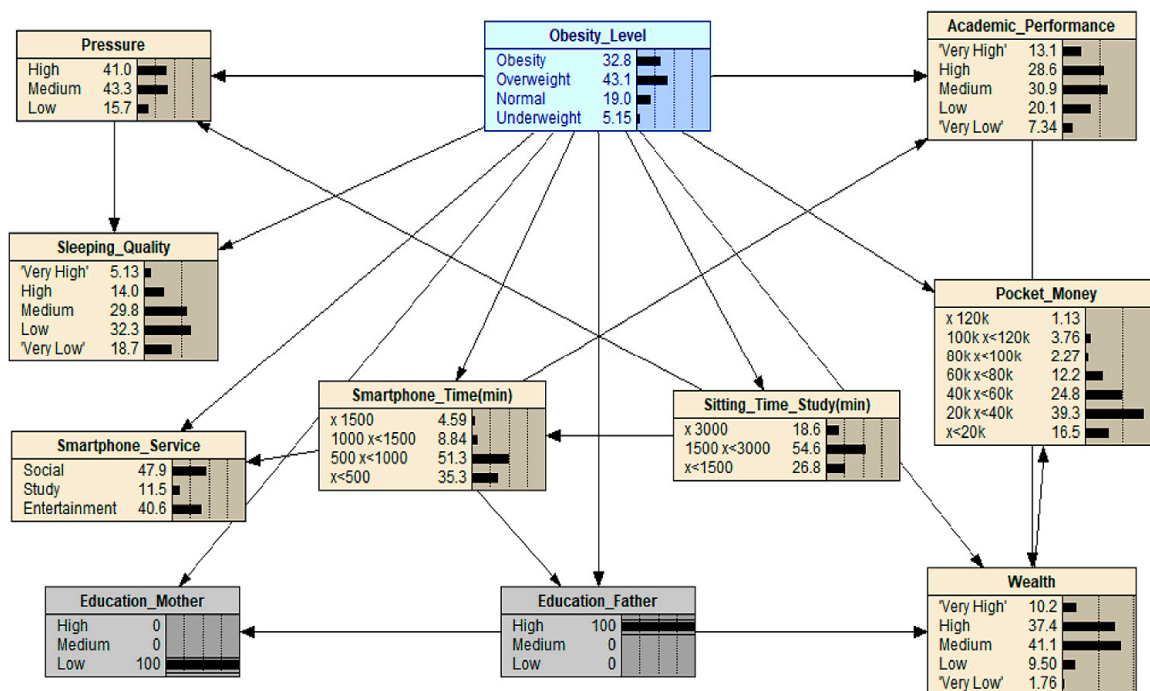 Pressure
High 41.0
Medium 43.3
Low 15.7
Obesity_Level
Obesity 32.8
Overweight 43.1
Normal 19.0
Underweight 5.15
Academic_Performance
'Very High' 13.1
High 28.6
Medium 30.9
Low 20.1
'Very Low' 7.34
Sleeping_Quality
'Very High' 5.13
High 14.0
Medium 29.8
Low 32.3
'Very Low' 18.7
Pocket_Money
x 120k 1.13
100k x<120k 3.76
80k x<100k 2.27
60k x<80k 12.2
40k x<60k 24.8
20k x<40k 39.3
x<20k 16.5
Smartphone_Time(min)
x 1500 4.59
1000 x<1500 8.84
500 x<1000 51.3
x<500 35.3
Sitting_Time_Study(min)
x 3000 18.6
1500 x<3000 54.6
x<1500 26.8
Smartphone_Service
Social 47.9
Study 11.5
Entertainment 40.6
Education_Mother
High 0
Medium 0
Low 100
Education_Father
High 100
Medium 0
Low 0
Wealth
'Very High' 10.2
High 37.4
Medium 41.1
Low 9.50
'Very Low' 1.76